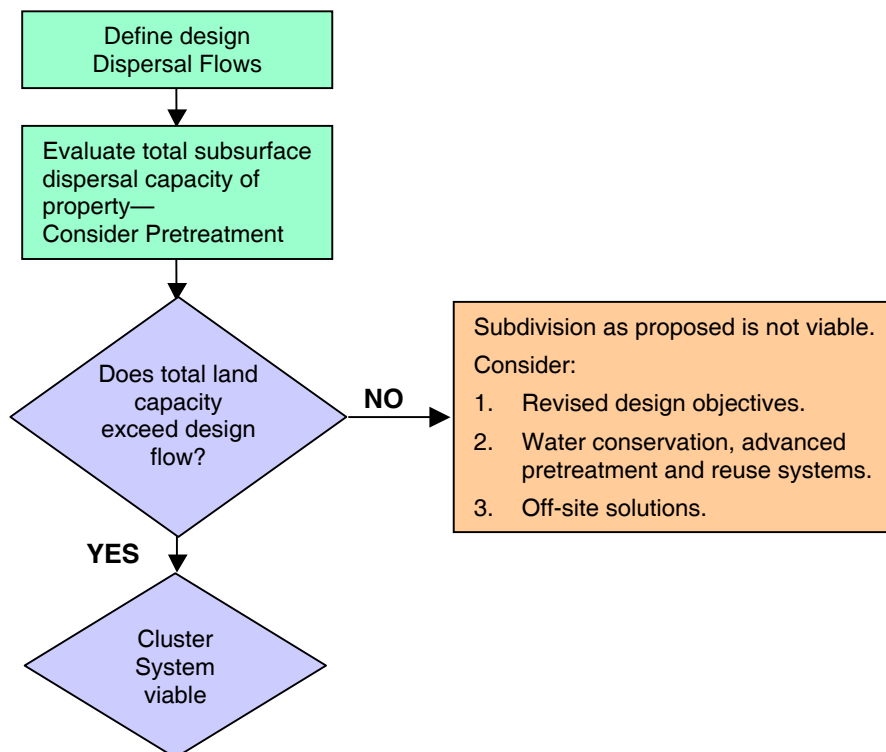 Define design
Dispersal Flows
Evaluate total subsurface
dispersal capacity of
property—
Consider Pretreatment
Does total land
capacity
exceed design
flow?
NO
Subdivision as proposed is not viable.
Consider:
1. Revised design objectives.
2. Water conservation, advanced
pretreatment and reuse systems.
3. Off-site solutions.
YES
Cluster
System
viable